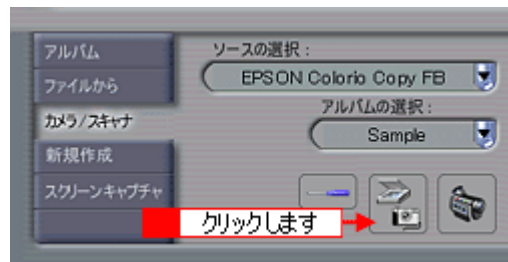 アルバム
ファイルから
カメラ/スキャナ
新規作成
スクリーンキャプチャ
ソースの選択:
EPSON Colorio Copy FB
アルバムの選択:
Sample
クリックします